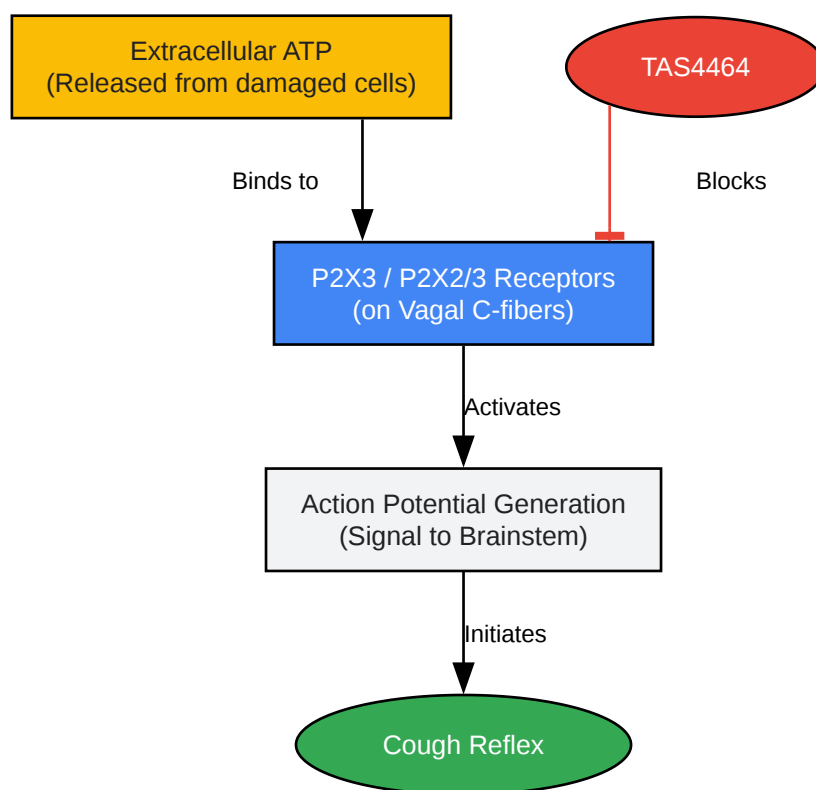 Extracellular ATP
(Released from damaged cells)
TAS4464
Binds to
Blocks
P2X3 / P2X2/3 Receptors
(on Vagal C-fibers)
Activates
Action Potential Generation
(Signal to Brainstem)
Initiates
Cough Reflex